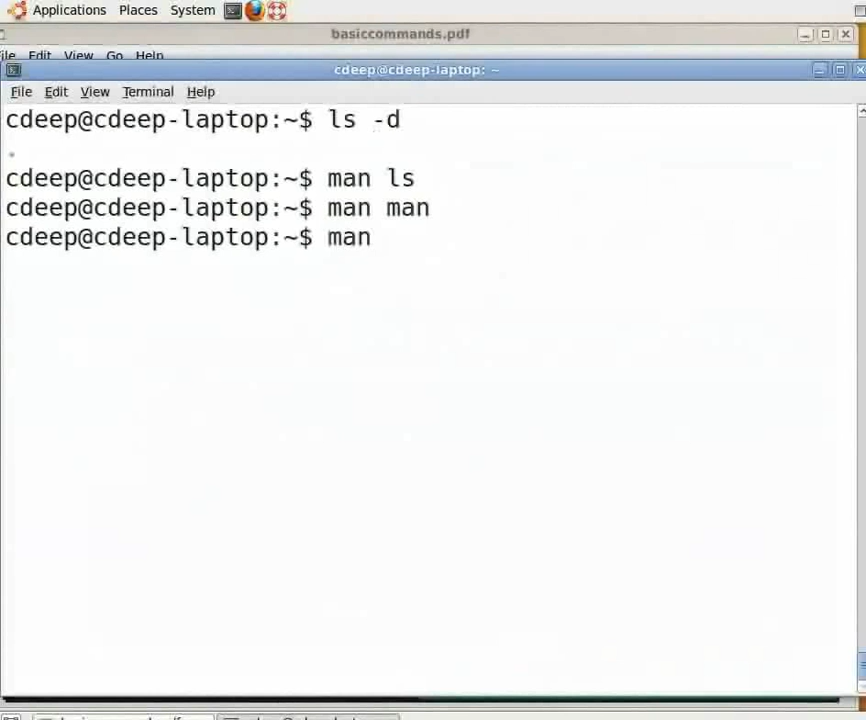 Applications Places System
basiccommands.pdf
File Edit View Go Help
cdeep@cdeep-laptop: ~
File Edit View Terminal Help
cdeep@cdeep-laptop:~$ ls -d
.
cdeep@cdeep-laptop:~$ man ls
cdeep@cdeep-laptop:~$ man man
cdeep@cdeep-laptop:~$ man